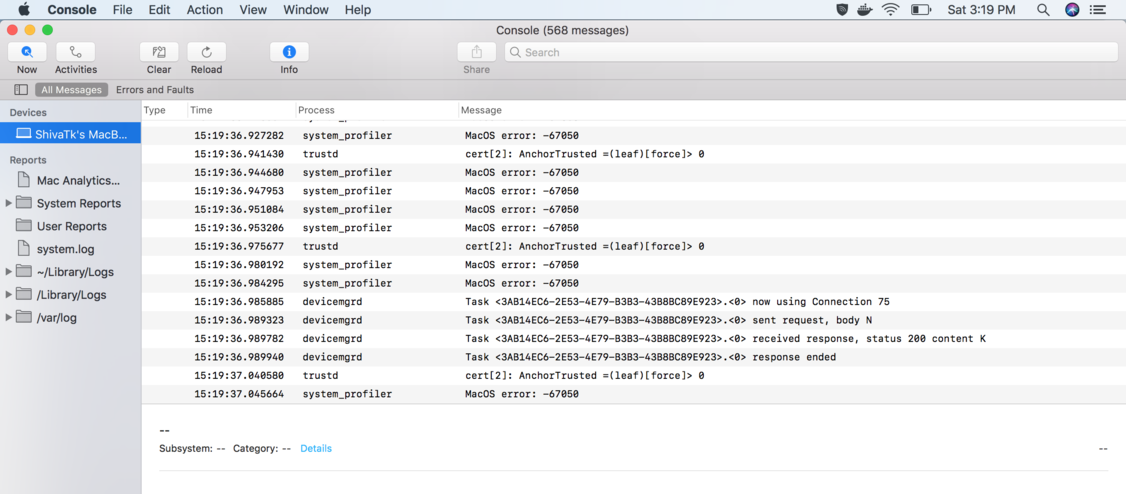 Console File Edit Action View Window Help Sat 3:19 PM
Console (568 messages)
Search
Now Activities Clear Reload Info Share
All Messages Errors and Faults
Devices
ShivaTk's MacB...
Reports
Mac Analytics...
System Reports
User Reports
system.log
~/Library/Logs
/Library/Logs
/var/log
Type Time Process Message
15:19:36.927282 system_profiler MacOS error: -67050
15:19:36.941430 trustd cert[2]: AnchorTrusted =(leaf)[force]> 0
15:19:36.944680 system_profiler MacOS error: -67050
15:19:36.947953 system_profiler MacOS error: -67050
15:19:36.951084 system_profiler MacOS error: -67050
15:19:36.953206 system_profiler MacOS error: -67050
15:19:36.975677 trustd cert[2]: AnchorTrusted =(leaf)[force]> 0
15:19:36.980192 system_profiler MacOS error: -67050
15:19:36.984295 system_profiler MacOS error: -67050
15:19:36.985885 devicemgrd Task <3AB14EC6-2E53-4E79-B3B3-43B8BC89E923>.<0> now using Connection 75
15:19:36.989323 devicemgrd Task <3AB14EC6-2E53-4E79-B3B3-43B8BC89E923>.<0> sent request, body N
15:19:36.989782 devicemgrd Task <3AB14EC6-2E53-4E79-B3B3-43B8BC89E923>.<0> received response, status 200 content K
15:19:36.989940 devicemgrd Task <3AB14EC6-2E53-4E79-B3B3-43B8BC89E923>.<0> response ended
15:19:37.040580 trustd cert[2]: AnchorTrusted =(leaf)[force]> 0
15:19:37.045664 system_profiler MacOS error: -67050
--
Subsystem: -- Category: -- Details --